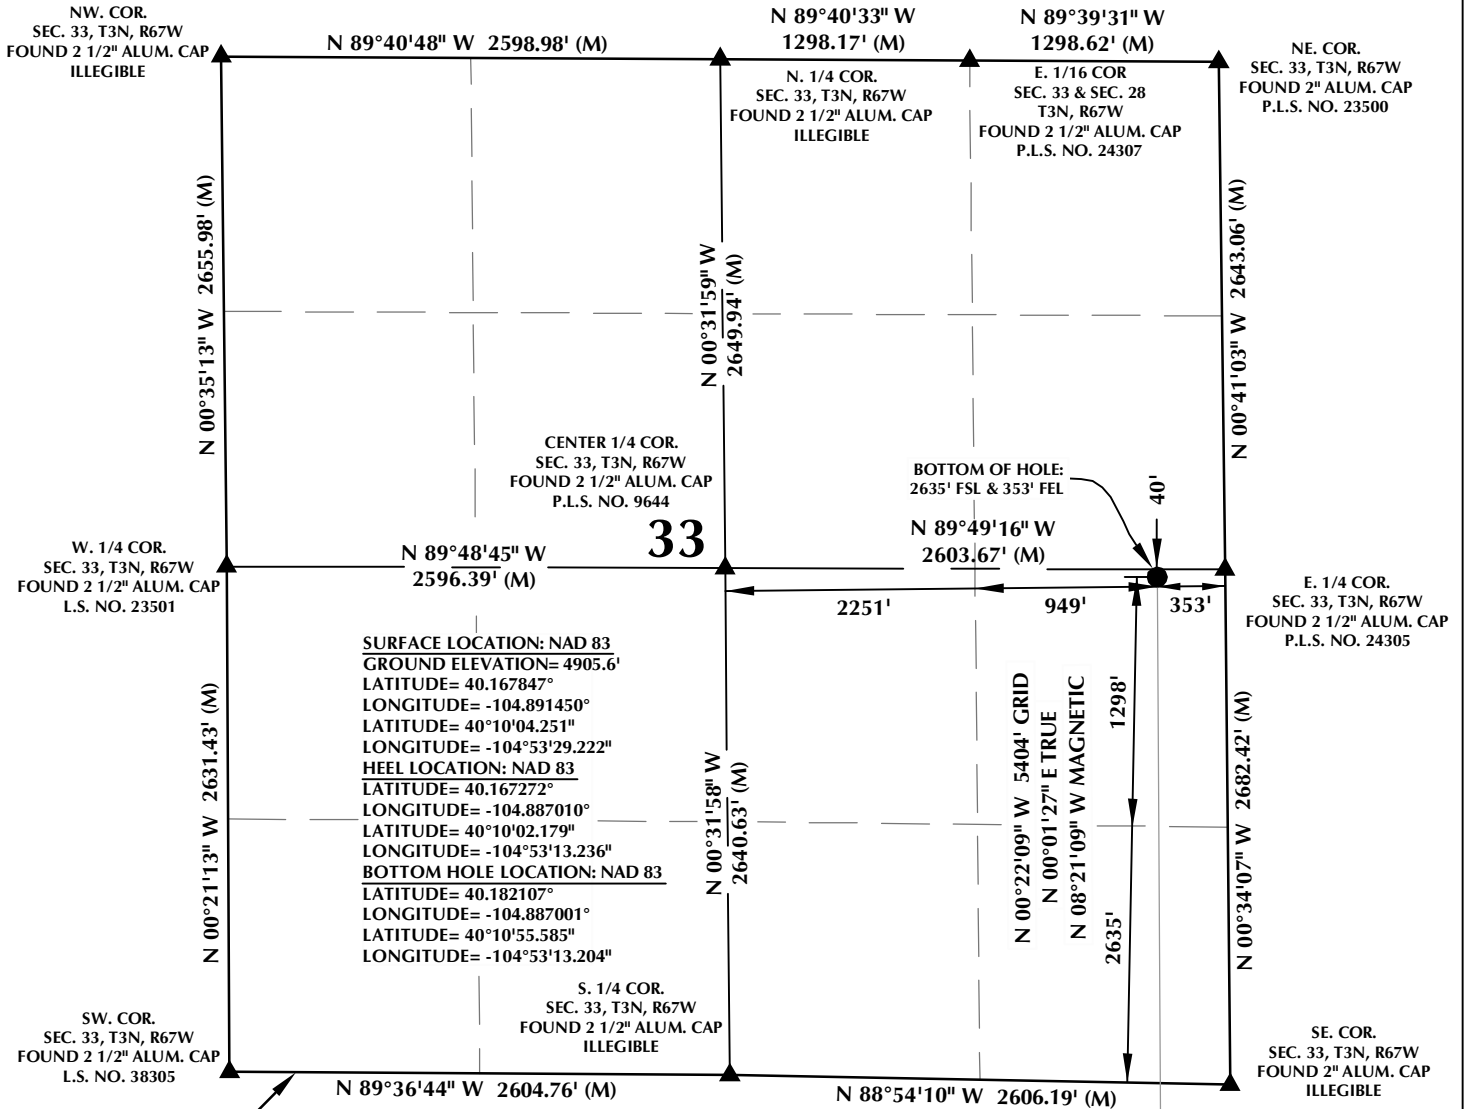 NW. COR.
SEC. 33, T3N, R67W
FOUND 2 1/2" ALUM. CAP
ILLEGIBLE
N 89°40'48" W 2598.98' (M)
N 89°40'33" W
1298.17' (M)
N 89°39'31" W
1298.62' (M)
N. 1/4 COR.
SEC. 33, T3N, R67W
FOUND 2 1/2" ALUM. CAP
ILLEGIBLE
E. 1/16 COR
SEC. 33 & SEC. 28
T3N, R67W
FOUND 2 1/2" ALUM. CAP
P.L.S. NO. 24307
NE. COR.
SEC. 33, T3N, R67W
FOUND 2" ALUM. CAP
P.L.S. NO. 23500
N 00°35'13" W 2655.98' (M)
N 00°31'59" W
2649.94' (M)
N 00°41'03" W 2643.06' (M)
CENTER 1/4 COR.
SEC. 33, T3N, R67W
FOUND 2 1/2" ALUM. CAP
P.L.S. NO. 9644
33
BOTTOM OF HOLE:
2635' FSL & 353' FEL
40'
W. 1/4 COR.
SEC. 33, T3N, R67W
FOUND 2 1/2" ALUM. CAP
L.S. NO. 23501
N 89°48'45" W
2596.39' (M)
N 89°49'16" W
2603.67' (M)
2251'
949'
353'
E. 1/4 COR.
SEC. 33, T3N, R67W
FOUND 2 1/2" ALUM. CAP
P.L.S. NO. 24305
SURFACE LOCATION: NAD 83
GROUND ELEVATION= 4905.6'
LATITUDE= 40.167847°
LONGITUDE= -104.891450°
LATITUDE= 40°10'04.251"
LONGITUDE= -104°53'29.222"
HEEL LOCATION: NAD 83
LATITUDE= 40.167272°
LONGITUDE= -104.887010°
LATITUDE= 40°10'02.179"
LONGITUDE= -104°53'13.236"
BOTTOM HOLE LOCATION: NAD 83
LATITUDE= 40.182107°
LONGITUDE= -104.887001°
LATITUDE= 40°10'55.585"
LONGITUDE= -104°53'13.204"
N 00°21'13" W 2631.43' (M)
N 00°31'58" W
2640.63' (M)
N 00°22'09" W 5404' GRID
N 00°01'27" E TRUE
N 08°21'09" W MAGNETIC
1298'
2635'
N 00°34'07" W 2682.42' (M)
SW. COR.
SEC. 33, T3N, R67W
FOUND 2 1/2" ALUM. CAP
L.S. NO. 38305
S. 1/4 COR.
SEC. 33, T3N, R67W
FOUND 2 1/2" ALUM. CAP
ILLEGIBLE
SE. COR.
SEC. 33, T3N, R67W
FOUND 2" ALUM. CAP
ILLEGIBLE
N 89°36'44" W 2604.76' (M)
N 88°54'10" W 2606.19' (M)